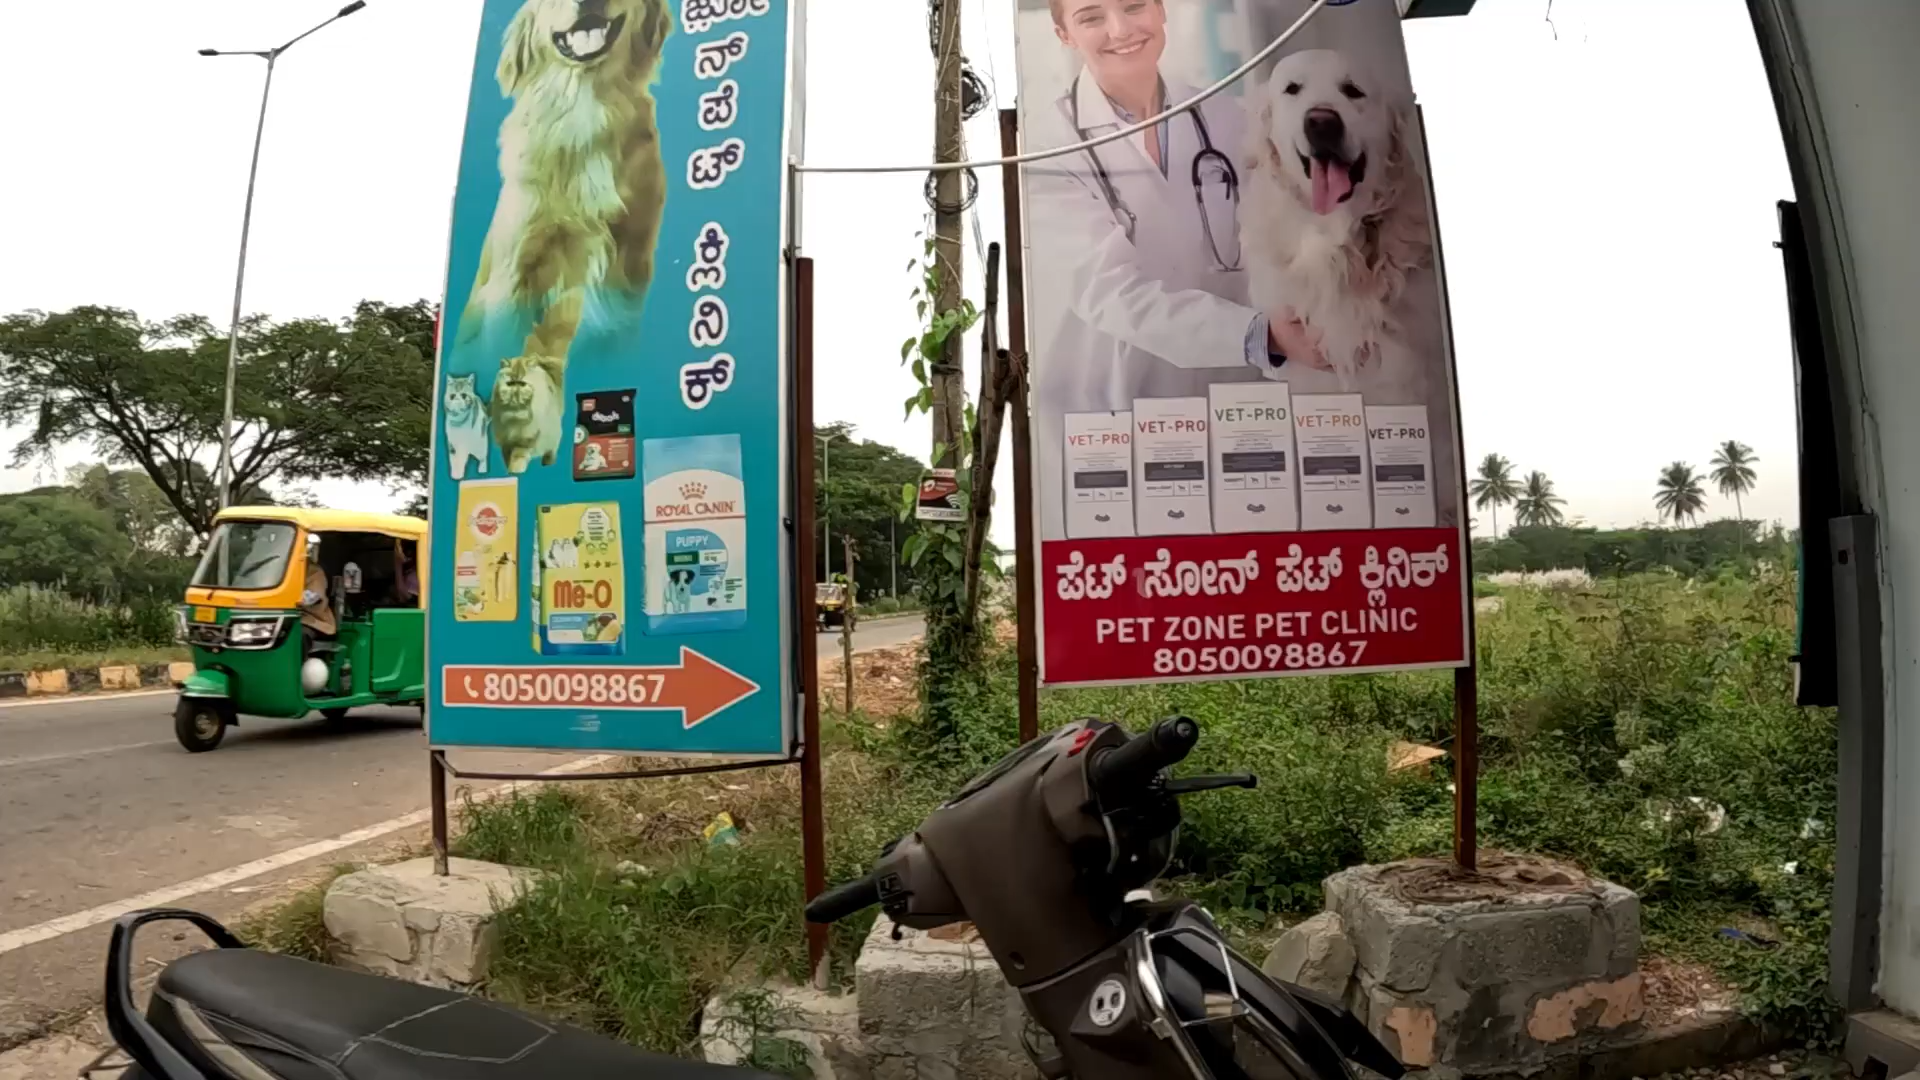 ನ್
ಪೆ
ಟ್
ಕ್ಲಿ
ನಿ
ಕ್
ROYAL CANIN
PUPPY
Me-O
8050098867
VET-PRO
VET-PRO
VET-PRO
VET-PRO
VET-PRO
ಪೆಟ್ ಸೋನ್ ಪೆಟ್ ಕ್ಲಿನಿಕ್
PET ZONE PET CLINIC
8050098867